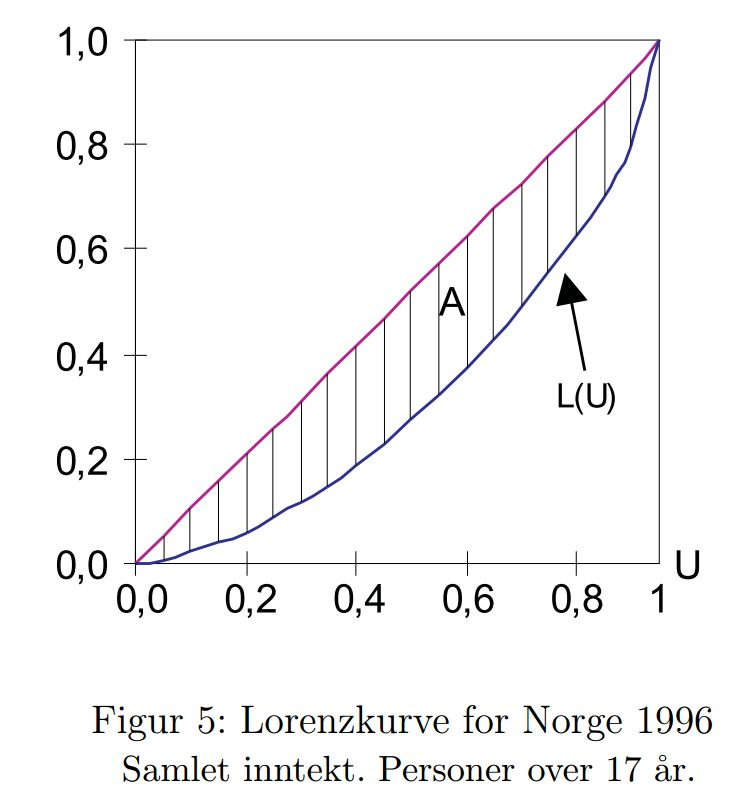 1,0
0,8
0,6
A
0,4
L(U)
0,2
0,0
U
0,0 0,2 0,4 0,6 0,8 1
Figur 5: Lorenzkurve for Norge 1996
Samlet inntekt. Personer over 17 år.